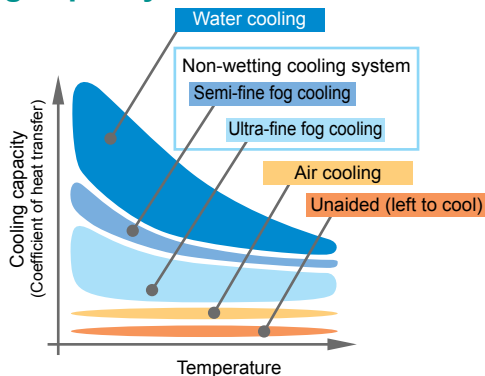 Water cooling
Non-wetting cooling system
Semi-fine fog cooling
Ultra-fine fog cooling
Air cooling
Unaided (left to cool)
Cooling capacity
(Coefficient of heat transfer)
Temperature